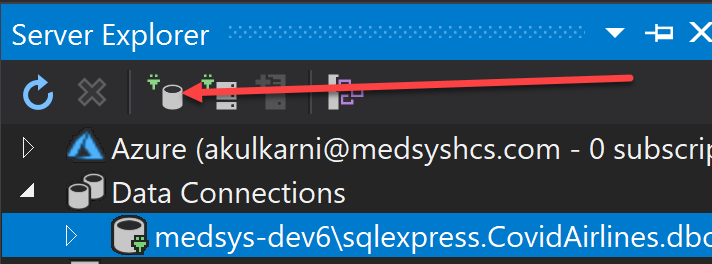 Server Explorer
Azure (akulkarni@medsyshcs.com - 0 subscrip
Data Connections
medsys-dev6\sqlexpress.CovidAirlines.dbo